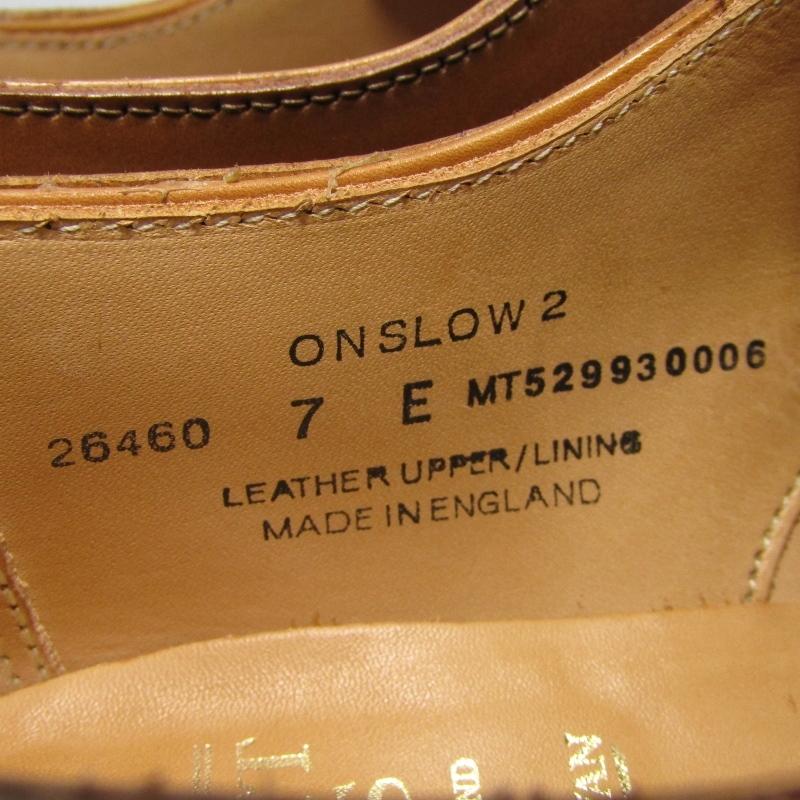 ONSLOW 2
26460 7 E MT529930006
LEATHER UPPER/LINING
MADE IN ENGLAND